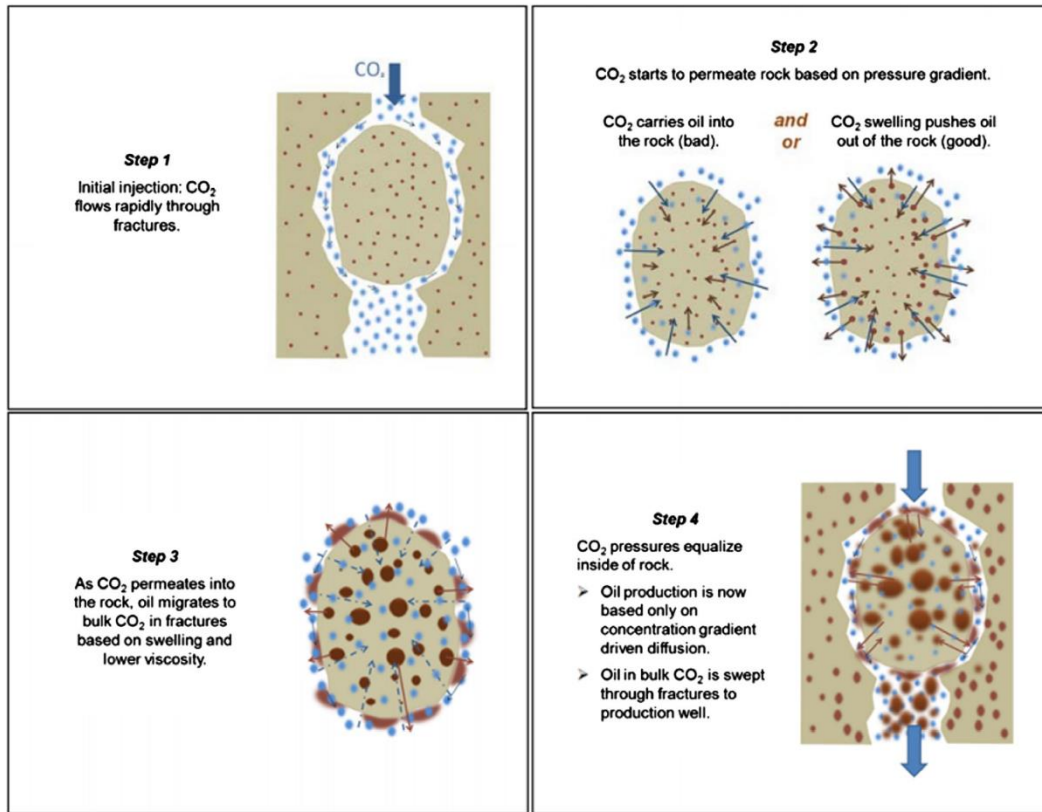 Step 1
Initial injection: CO₂
flows rapidly through
fractures.
CO₂
Step 2
CO₂ starts to permeate rock based on pressure gradient.
CO₂ carries oil into
the rock (bad).
and
or
CO₂ swelling pushes oil
out of the rock (good).
Step 3
As CO₂ permeates into
the rock, oil migrates to
bulk CO₂ in fractures
based on swelling and
lower viscosity.
Step 4
CO₂ pressures equalize
inside of rock.
➢ Oil production is now
based only on
concentration gradient
driven diffusion.
➢ Oil in bulk CO₂ is swept
through fractures to
production well.